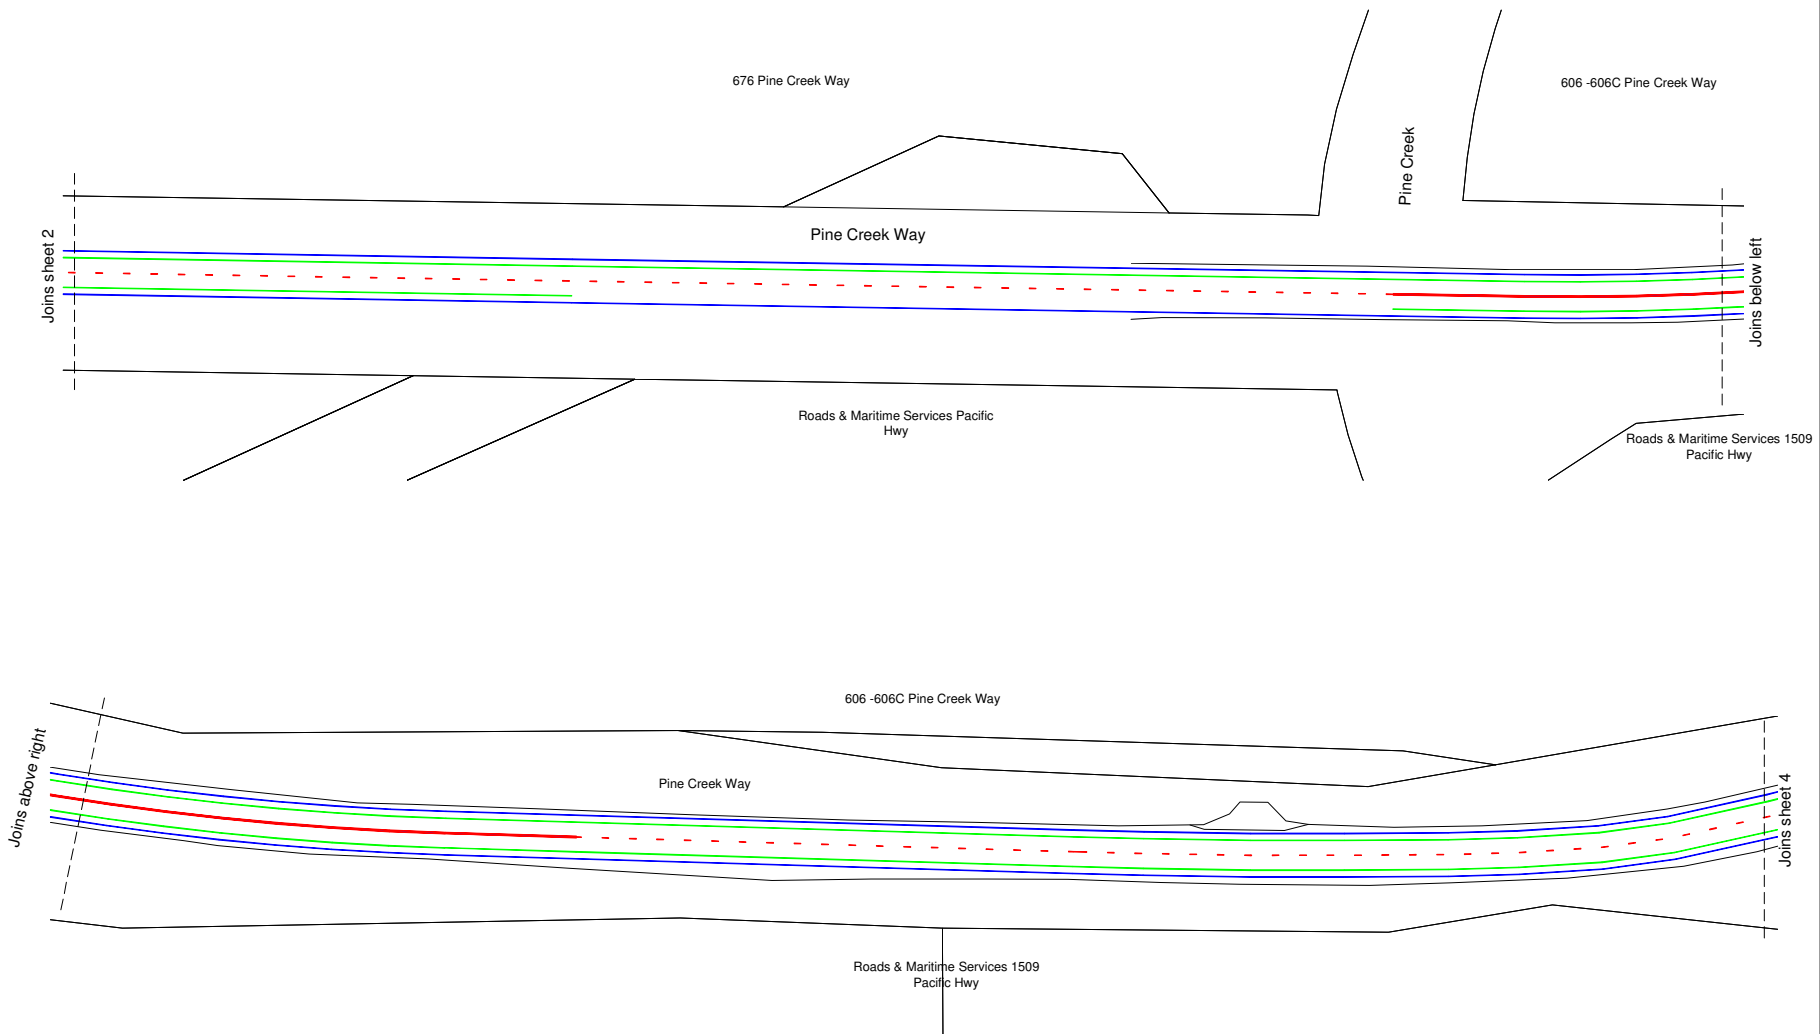 676 Pine Creek Way
606 -606C Pine Creek Way
Pine Creek
Joins sheet 2
Pine Creek Way
Joins below left
Roads & Maritime Services Pacific
Hwy
Roads & Maritime Services 1509
Pacific Hwy
606 -606C Pine Creek Way
Joins above right
Pine Creek Way
Joins sheet 4
Roads & Maritime Services 1509
Pacific Hwy